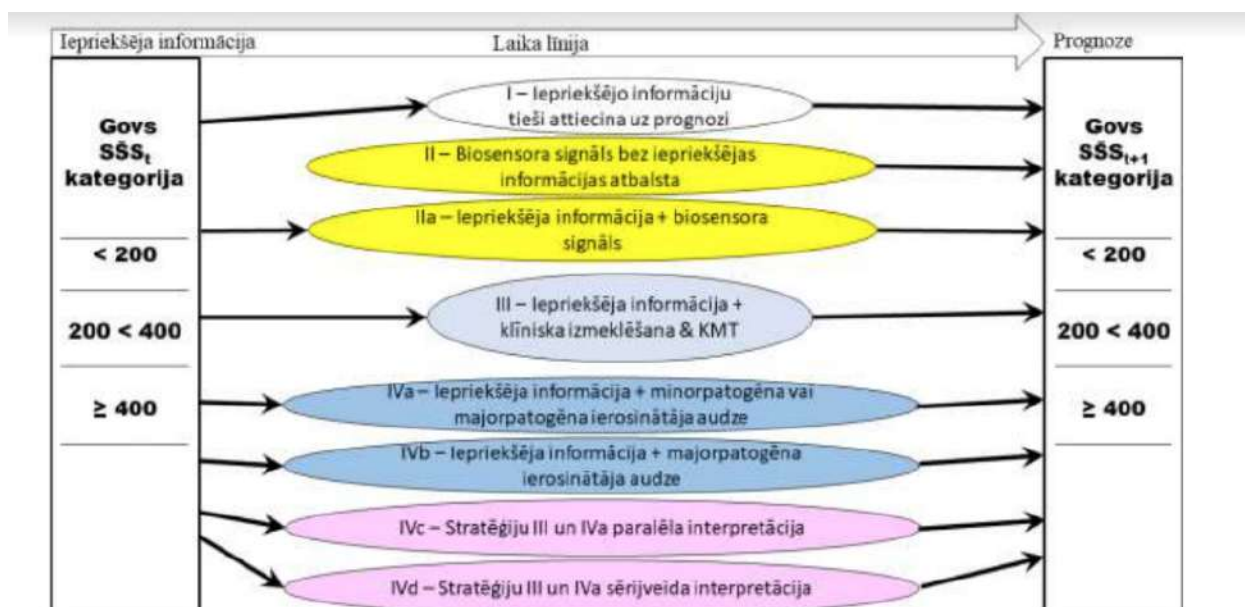 Iepriekšēja informācija
Laika līnija
Prognoze
Govs
SŠSt
kategorija
< 200
200 < 400
≥ 400
I – Iepriekšējo informāciju
tieši attiecina uz prognozi
II – Biosensora signāls bez iepriekšējas
informācijas atbalsta
IIa – Iepriekšēja informācija + biosensora
signāls
III – Iepriekšēja informācija +
klīniska izmeklēšana & KMT
IVa – Iepriekšēja informācija + minorpatogēna vai
majorpatogēna ierosinātāja audze
IVb – Iepriekšēja informācija + majorpatogēna
ierosinātāja audze
IVc – Stratēģiju III un IVa paralēla interpretācija
IVd – Stratēģiju III un IVa sērijveida interpretācija
Govs
SŠSt+1
kategorija
< 200
200 < 400
≥ 400